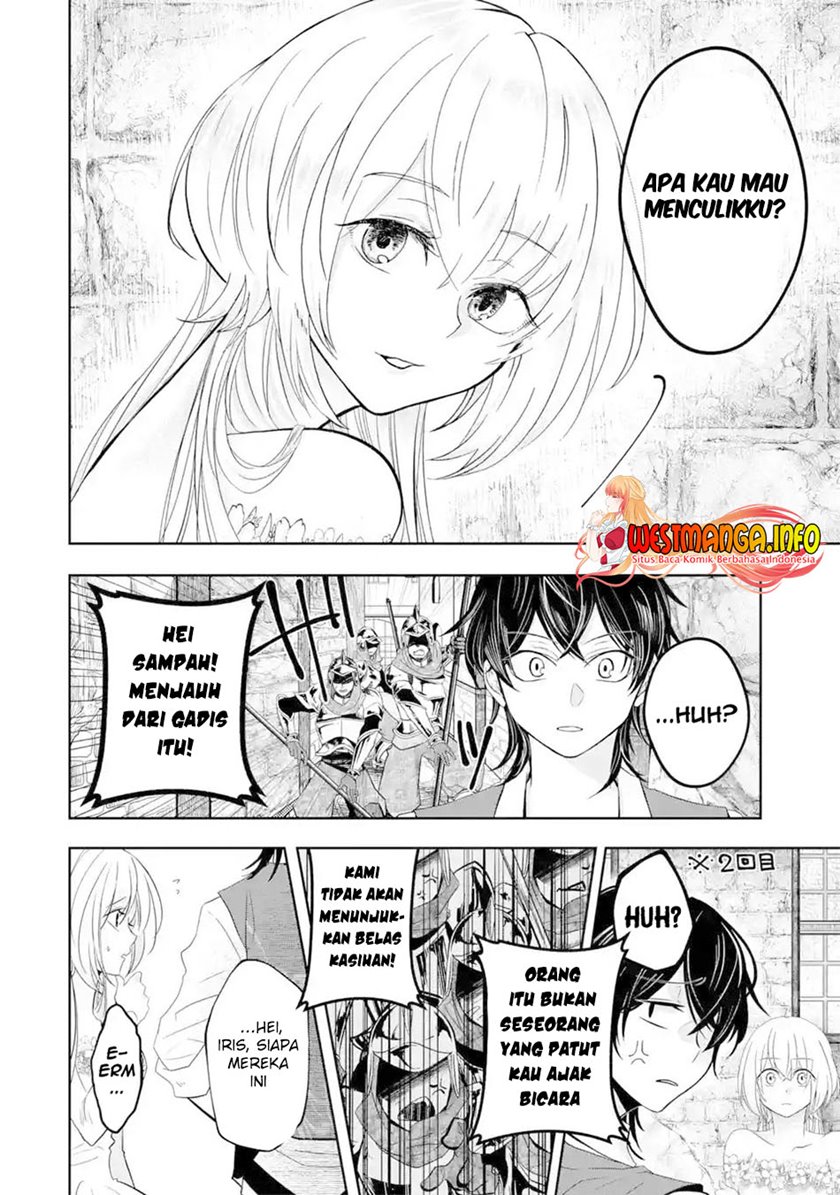 APA KAU MAU
MENCULIKKU?
WESTMANGA.INFO
Situs Baca Komik Berbahasa Indonesia
...HUH?
HEI
SAMPAH!
MENJAUH
DARI GADIS
ITU!
※2回目
HUH?
ORANG
ITU BUKAN
SESEORANG
YANG PATUT
KAU AJAK
BICARA
KAMI
TIDAK AKAN
MENUNJUK-
KAN BELAS
KASIHAN!
...HEI,
IRIS, SIAPA
MEREKA
INI
E-
ERM
...